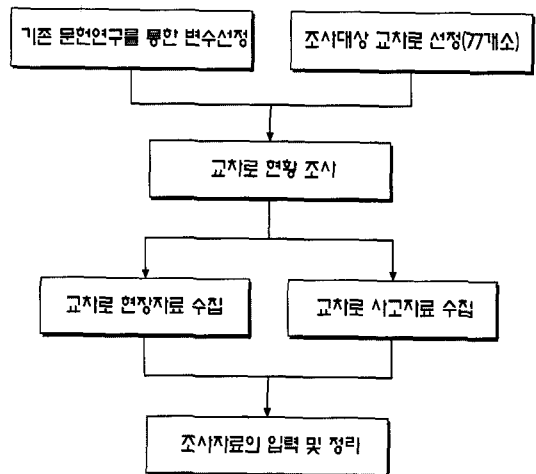 기존 문헌연구를 통한 변수선정
조사대상 교차로 선정(77개소)
교차로 현황 조사
교차로 현장자료 수집
교차로 사고자료 수집
조사자료의 입력 및 정리